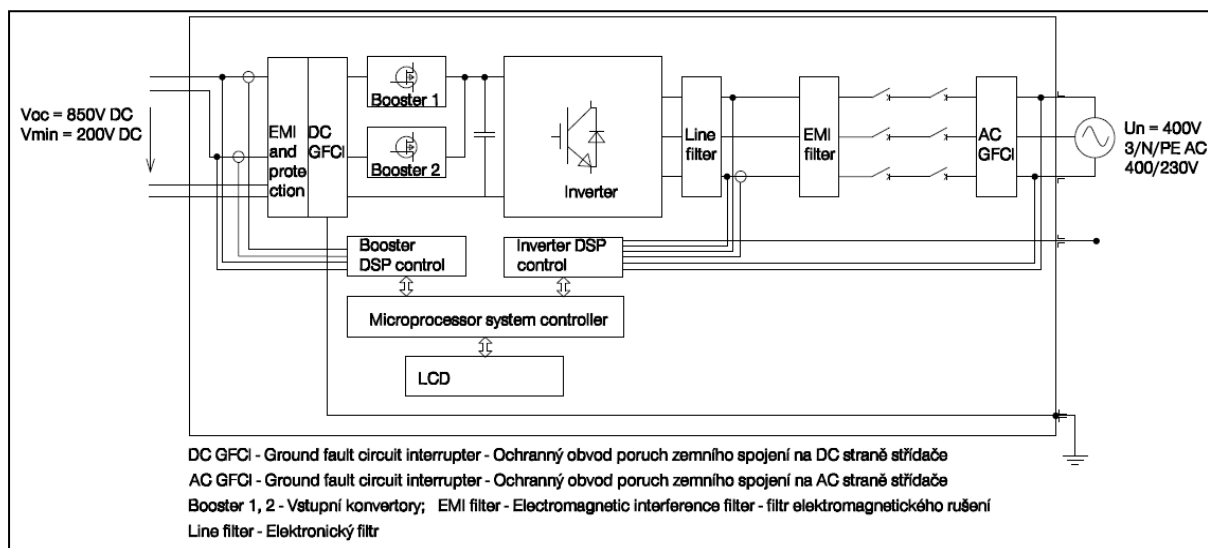 Voc = 850V DC
Vmin = 200V DC
EMI
and
prote
ction
DC
GFCI
Booster 1
Booster 2
Inverter
Line
filter
EMI
filter
AC
GFCI
Un = 400V
3/N/PE AC
400/230V
Booster
DSP control
Inverter DSP
control
Microprocessor system controller
LCD
DC GFCI - Ground fault circuit interrupter - Ochranný obvod poruch zemního spojení na DC straně střídače
AC GFCI - Ground fault circuit interrupter - Ochranný obvod poruch zemního spojení na AC straně střídače
Booster 1, 2 - Vstupní konvertory; EMI filter - Electromagnetic interference filter - filtr elektromagnetického rušení
Line filter - Elektronický filtr